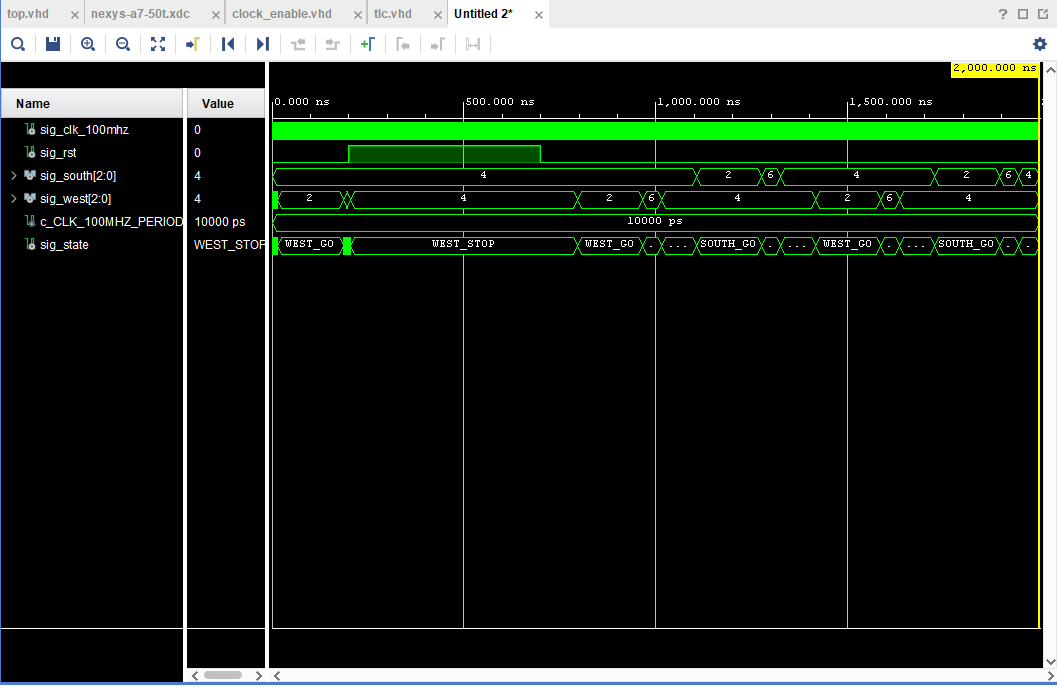 top.vhd × nexys-a7-50t.xdc × clock_enable.vhd × tlc.vhd × Untitled 2* ×
2,000.000 ns
Name Value 0.000 ns 500.000 ns 1,000.000 ns 1,500.000 ns
sig_clk_100mhz 0
sig_rst 0
sig_south[2:0] 4 4 2 6 4 2 6 4
sig_west[2:0] 4 2 4 2 6 4 2 6 4
c_CLK_100MHZ_PERIOD 10000 ps 10000 ps
sig_state WEST_STOP WEST_GO WEST_STOP WEST_GO . ... SOUTH_GO . ... WEST_GO . ... SOUTH_GO . .